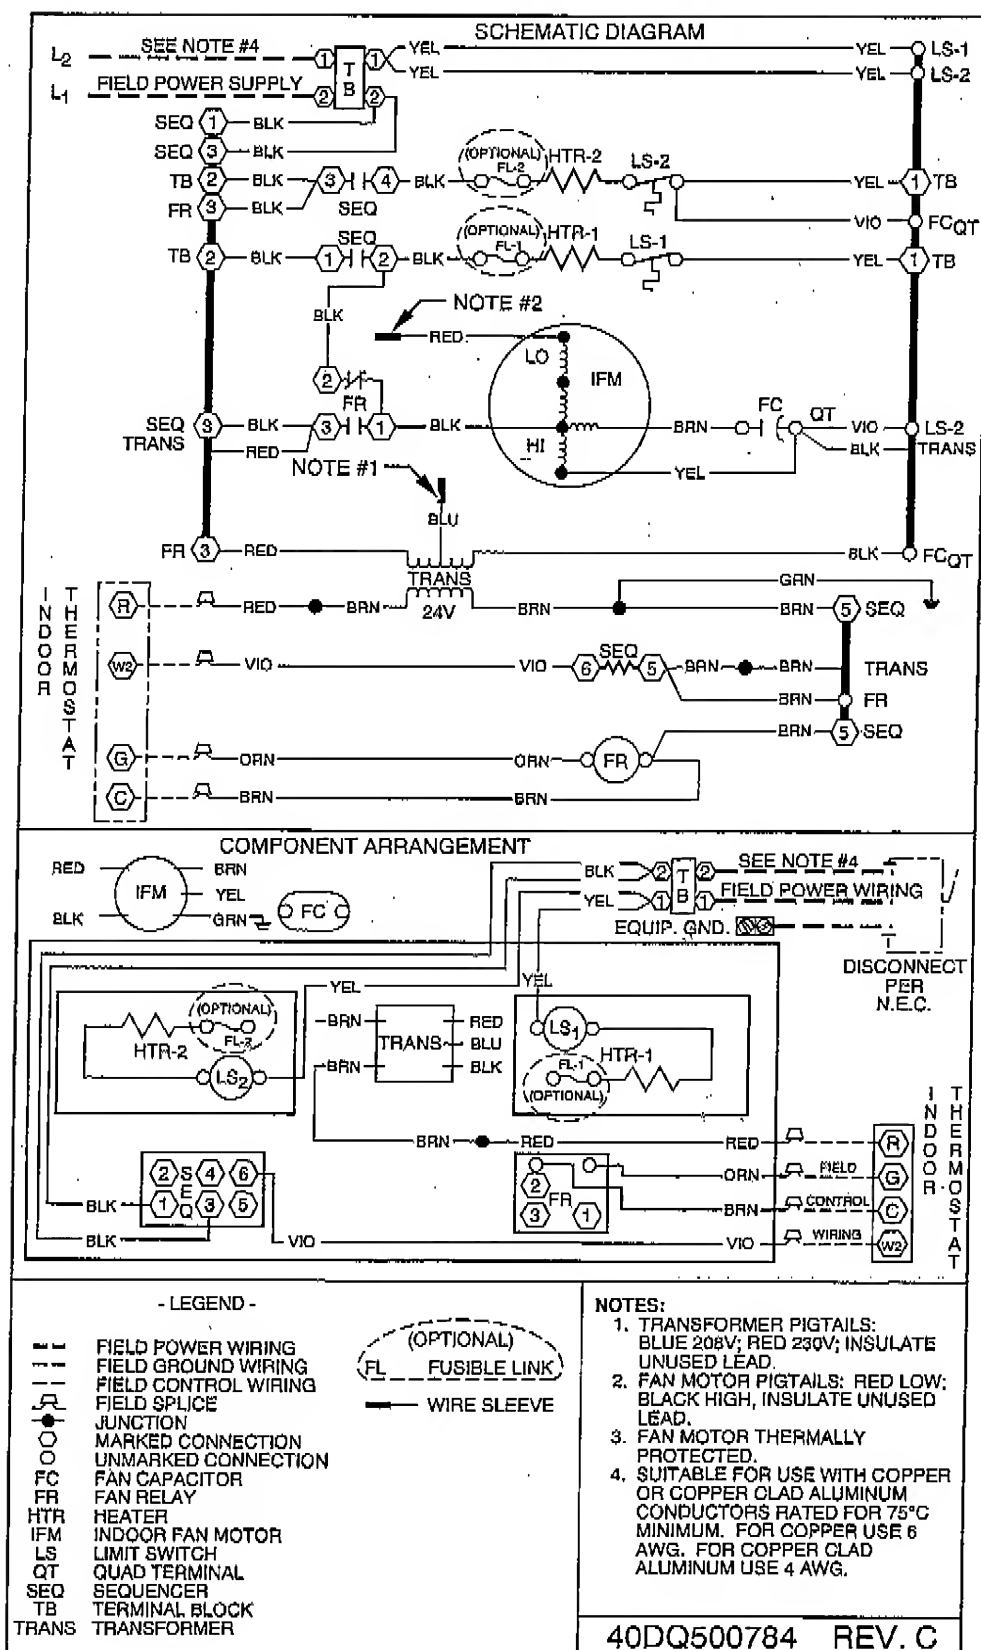 SCHEMATIC DIAGRAM
L2 SEE NOTE #4 1 T 1 YEL YEL LS-1
YEL YEL LS-2
L1 FIELD POWER SUPPLY 2 B 2
SEQ 1 BLK
SEQ 3 BLK
(OPTIONAL) HTR-2 LS-2
FL-2
TB 2 BLK 3 4 BLK YEL 1 TB
FR 3 BLK SEQ VIO FCQT
SEQ (OPTIONAL) HTR-1 LS-1
FL-1
TB 2 BLK 1 2 BLK YEL 1 TB
BLK NOTE #2
RED
LO
IFM
2
FR FC QT
SEQ 3 BLK 3 1 BLK BRN VIO LS-2
TRANS RED BLK TRANS
HI
NOTE #1 YEL
BLU
FR 3 RED BLK FCQT
TRANS
GRN
INDOOR THERMOSTAT
R RED BRN 24V BRN BRN 5 SEQ
SEQ
W2 VIO VIO 6 5 BRN BRN TRANS
BRN FR
BRN 5 SEQ
G ORN ORN FR
C BRN BRN
COMPONENT ARRANGEMENT
RED BRN BLK 2 T 2 SEE NOTE #4
IFM YEL YEL 1 B 1 FIELD POWER WIRING
BLK GRN FC EQUIP. GND.
DISCONNECT
PER
N.E.C.
YEL YEL
(OPTIONAL) BRN RED LS1
HTR-2 FL-2 TRANS BLU FL-1 HTR-1
LS2 BRN BLK (OPTIONAL)
INDOOR THERMOSTAT
BRN RED RED R
2 S 4 6 ORN FIELD G
E 2 FR
BLK 1 Q 3 5 3 1 BRN CONTROL C
BLK VIO VIO WIRING W2
- LEGEND -
FIELD POWER WIRING
FIELD GROUND WIRING
FIELD CONTROL WIRING
FIELD SPLICE
JUNCTION
MARKED CONNECTION
UNMARKED CONNECTION
FC FAN CAPACITOR
FR FAN RELAY
HTR HEATER
IFM INDOOR FAN MOTOR
LS LIMIT SWITCH
QT QUAD TERMINAL
SEQ SEQUENCER
TB TERMINAL BLOCK
TRANS TRANSFORMER
(OPTIONAL)
FL FUSIBLE LINK
WIRE SLEEVE
NOTES:
1. TRANSFORMER PIGTAILS:
BLUE 208V; RED 230V; INSULATE
UNUSED LEAD.
2. FAN MOTOR PIGTAILS: RED LOW;
BLACK HIGH, INSULATE UNUSED
LEAD.
3. FAN MOTOR THERMALLY
PROTECTED.
4. SUITABLE FOR USE WITH COPPER
OR COPPER CLAD ALUMINUM
CONDUCTORS RATED FOR 75°C
MINIMUM. FOR COPPER USE 6
AWG. FOR COPPER CLAD
ALUMINUM USE 4 AWG.
40DQ500784 REV. C